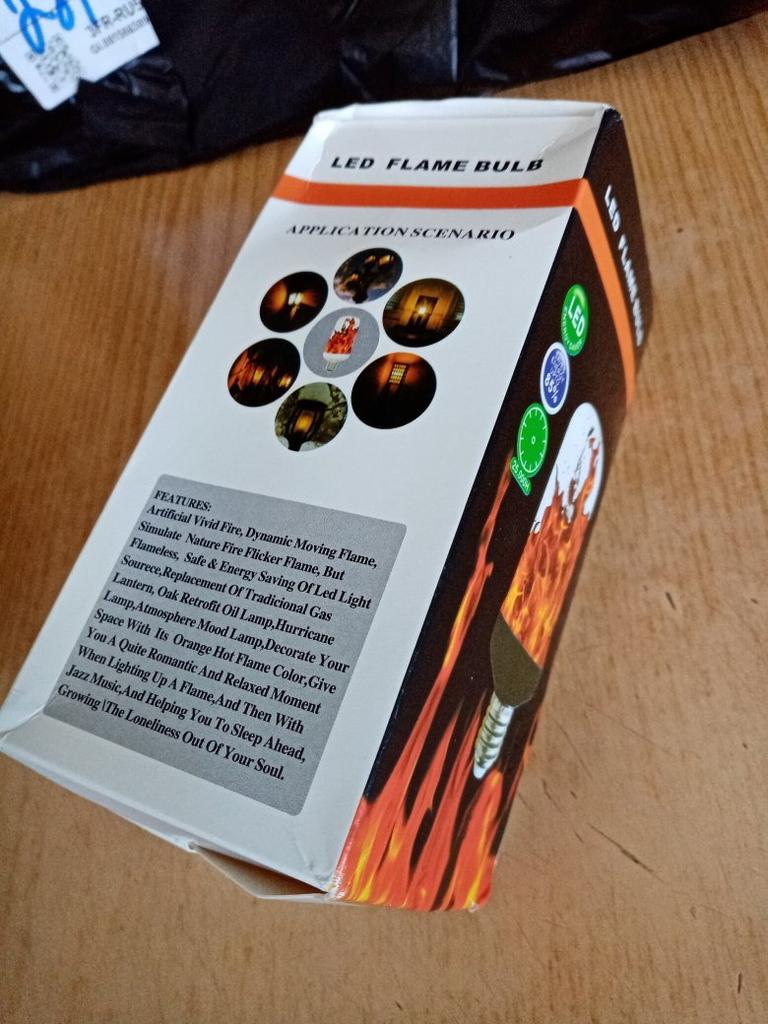 LED FLAME BULB
APPLICATION SCENARIO
FEATURES:
Artificial Vivid Fire, Dynamic Moving Flame,
Simulate Nature Fire Flicker Flame, But
Flameless, Safe & Energy Saving Of Led Light
Sourece,Replacement Of Tradicional Gas
Lantern, Oak Retrofit Oil Lamp,Hurricane
Lamp,Atmosphere Mood Lamp,Decorate Your
Space With Its Orange Hot Flame Color,Give
You A Quite Romantic And Relaxed Moment
When Lighting Up A Flame,And Then With
Jazz Music,And Helping You To Sleep Ahead,
Growing\The Loneliness Out Of Your Soul.
LED FLAME BULB
LED
85%
25.000H